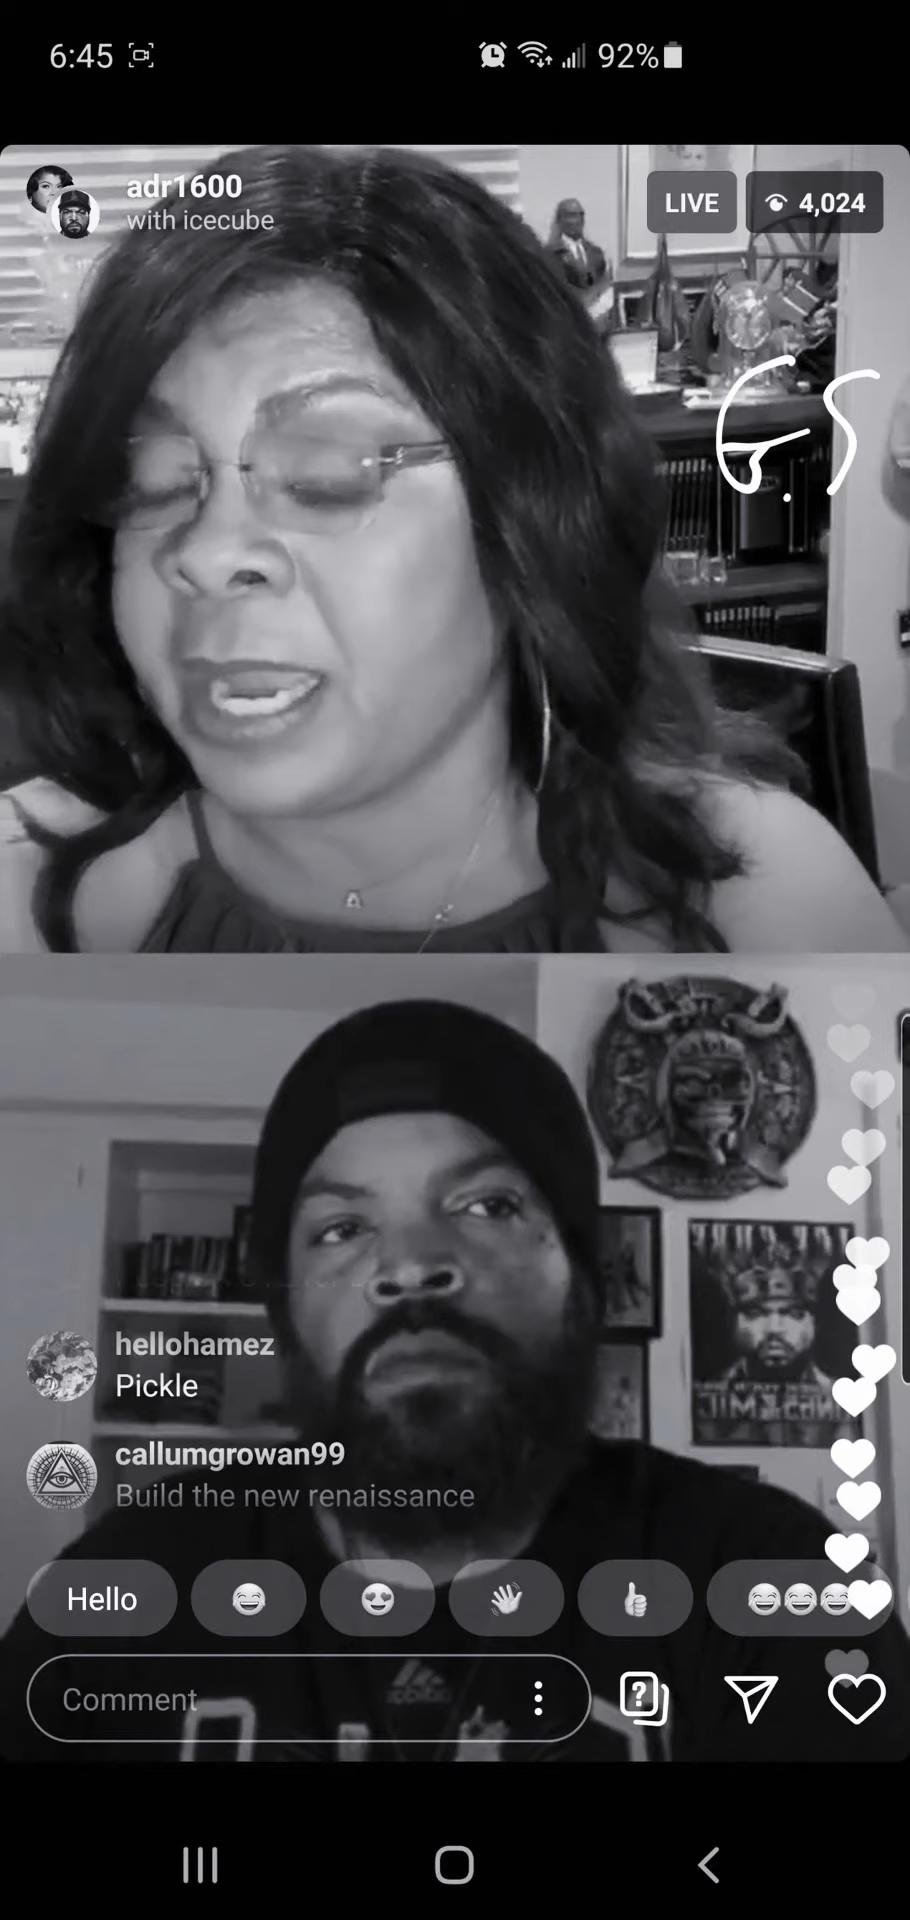 6:45
92%
adr1600
with icecube
LIVE
4,024
G.S
hellohamez
Pickle
callumgrowan99
Build the new renaissance
Hello
Comment